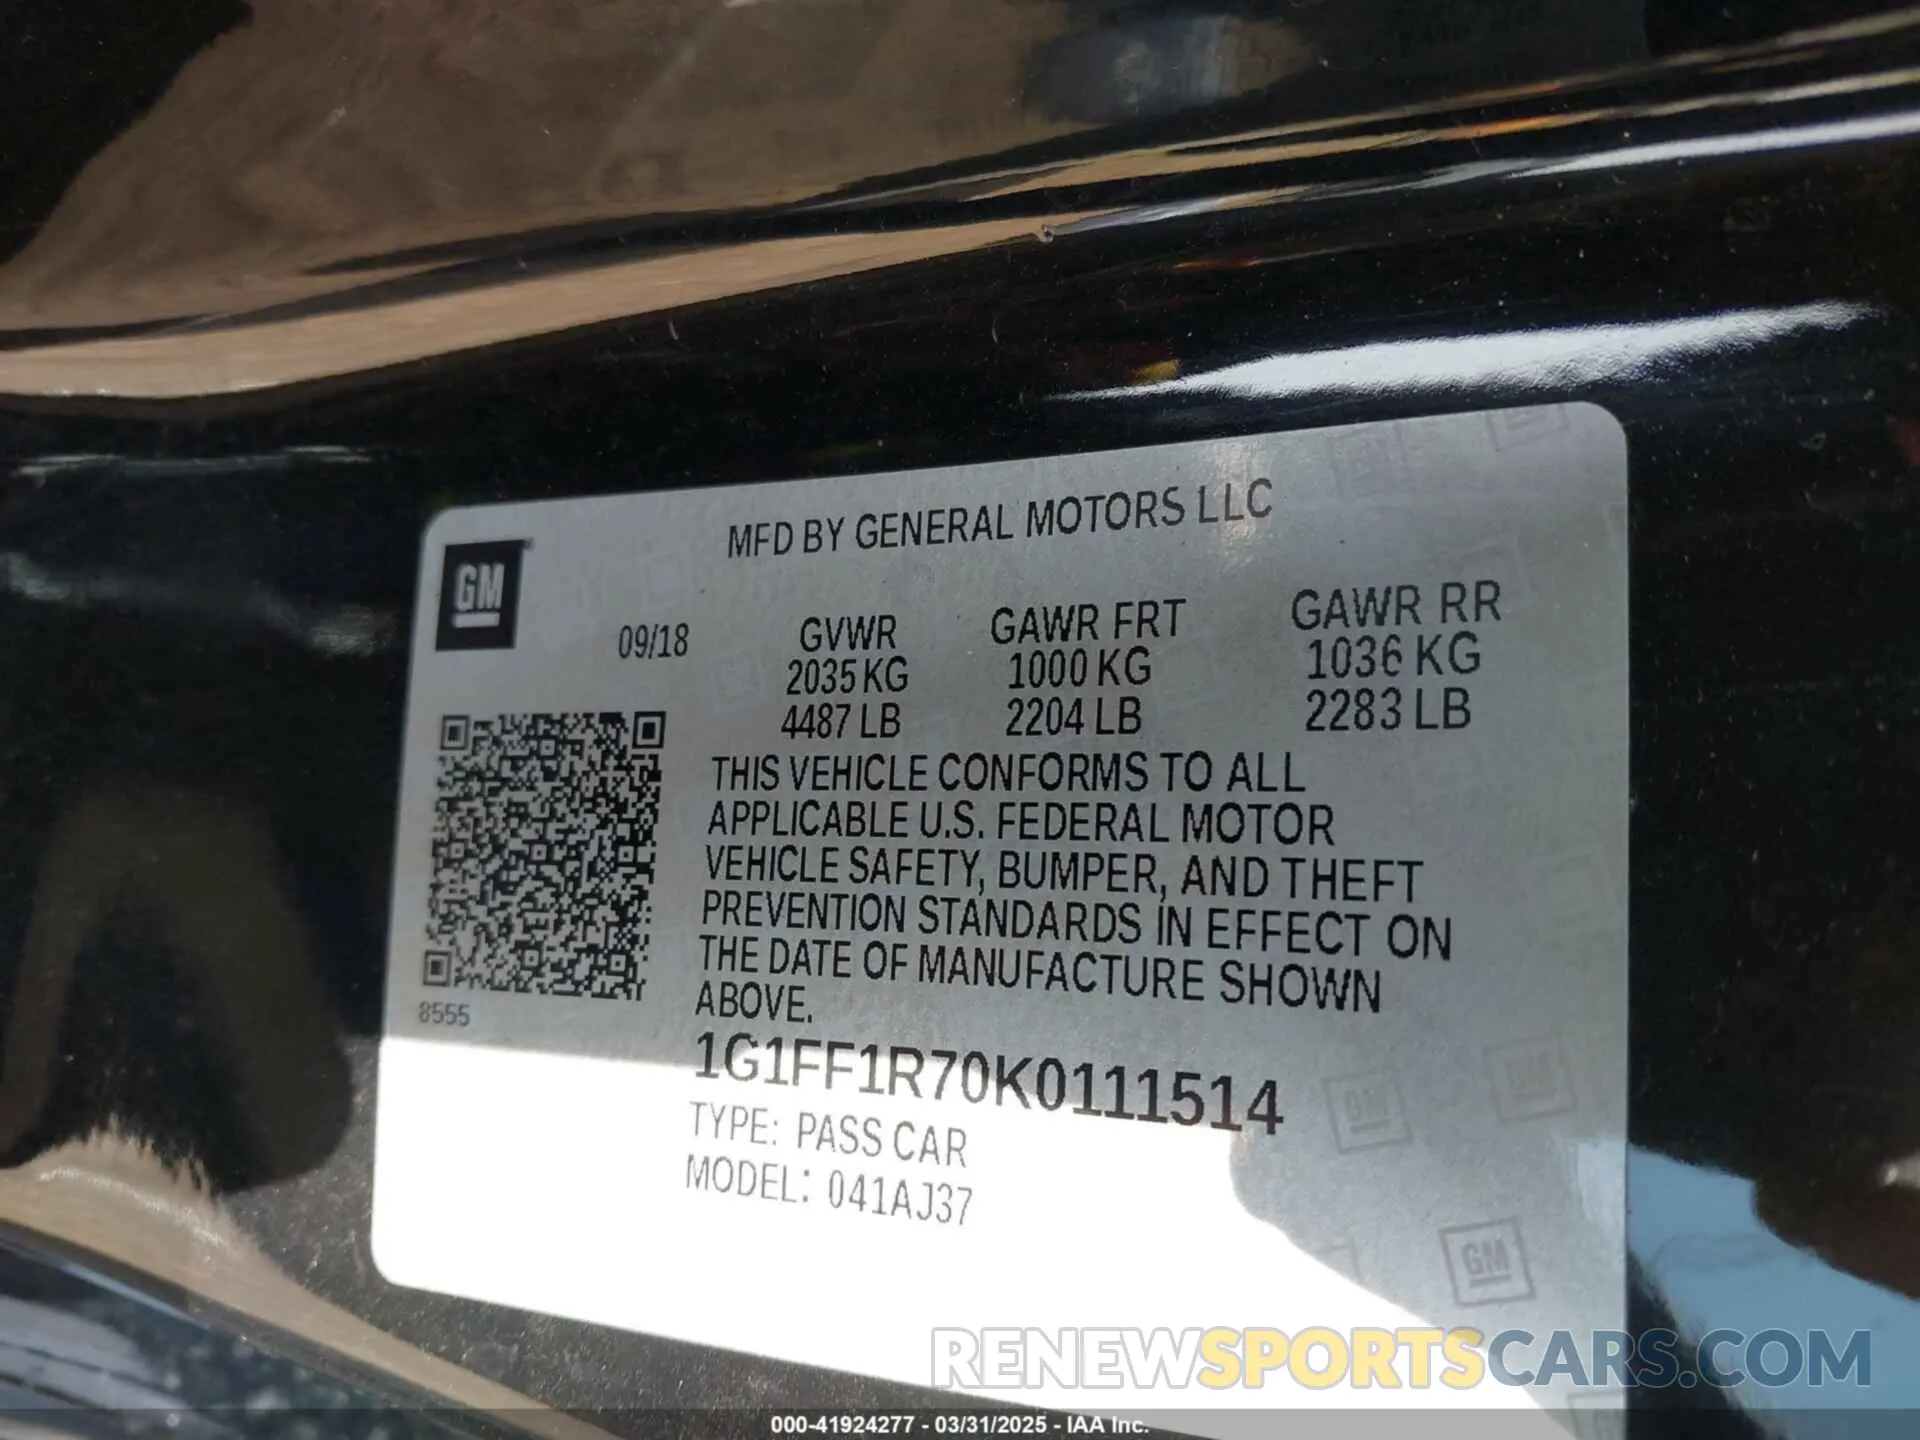 MFD BY GENERAL MOTORS LLC
GM
09/18
GVWR GAWR FRT GAWR RR
2035 KG 1000 KG 1036 KG
4487 LB 2204 LB 2283 LB
THIS VEHICLE CONFORMS TO ALL
APPLICABLE U.S. FEDERAL MOTOR
VEHICLE SAFETY, BUMPER, AND THEFT
PREVENTION STANDARDS IN EFFECT ON
THE DATE OF MANUFACTURE SHOWN
ABOVE.
8555
1G1FF1R70K0111514
TYPE: PASS CAR
MODEL: 041AJ37
GM
GM
GM
RENEWSPORTSCARS.COM
000-41924277 - 03/31/2025 - IAA Inc.